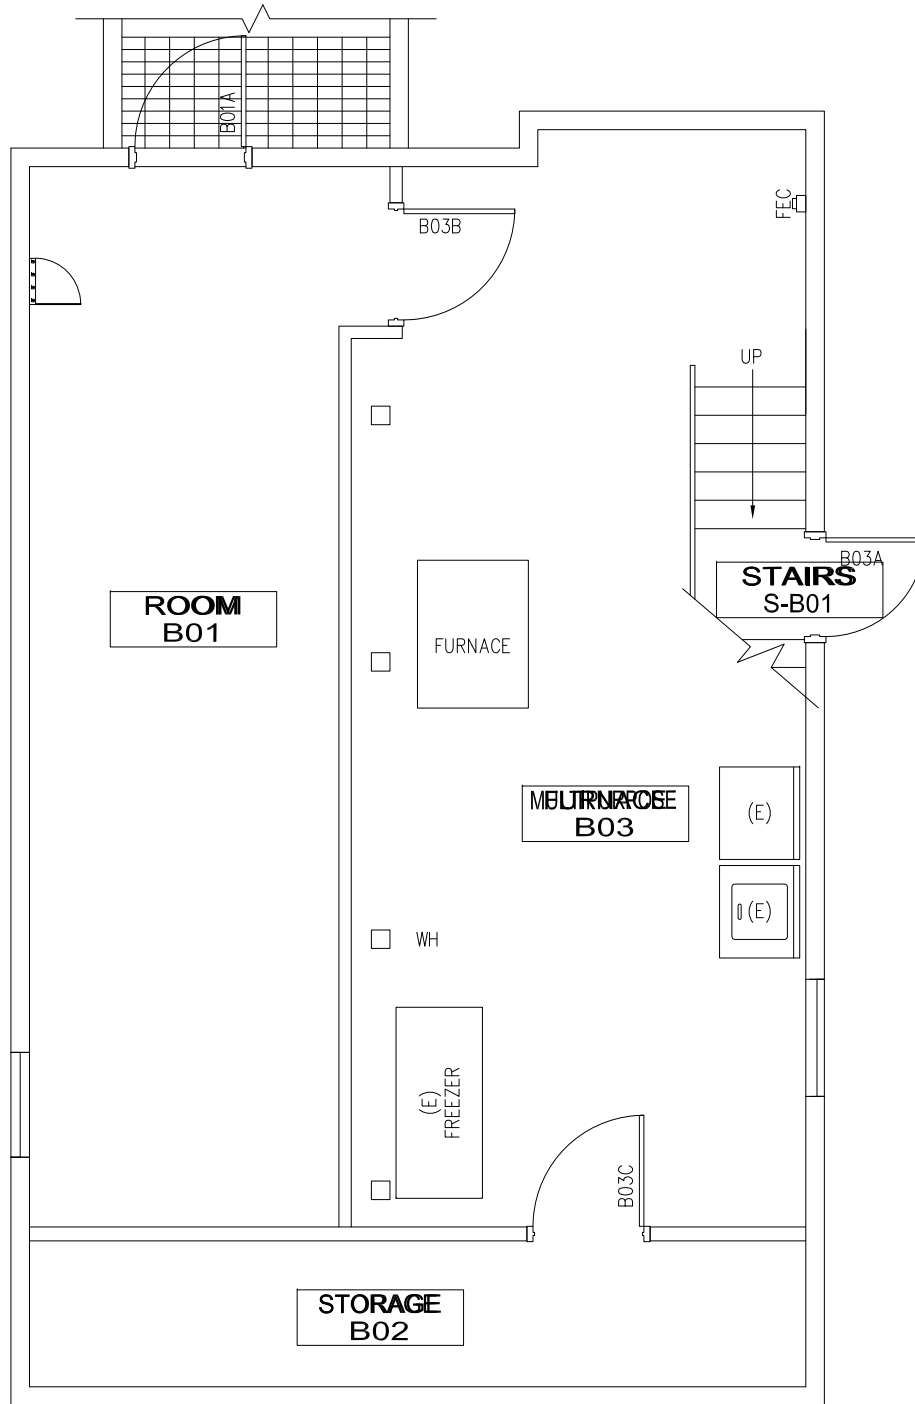 B01A
FEC
B03B
UP
B03A
STAIRS
S-B01
ROOM
B01
FURNACE
B03
(E)
(E)
WH
(E)
FREEZER
B03C
STORAGE
B02